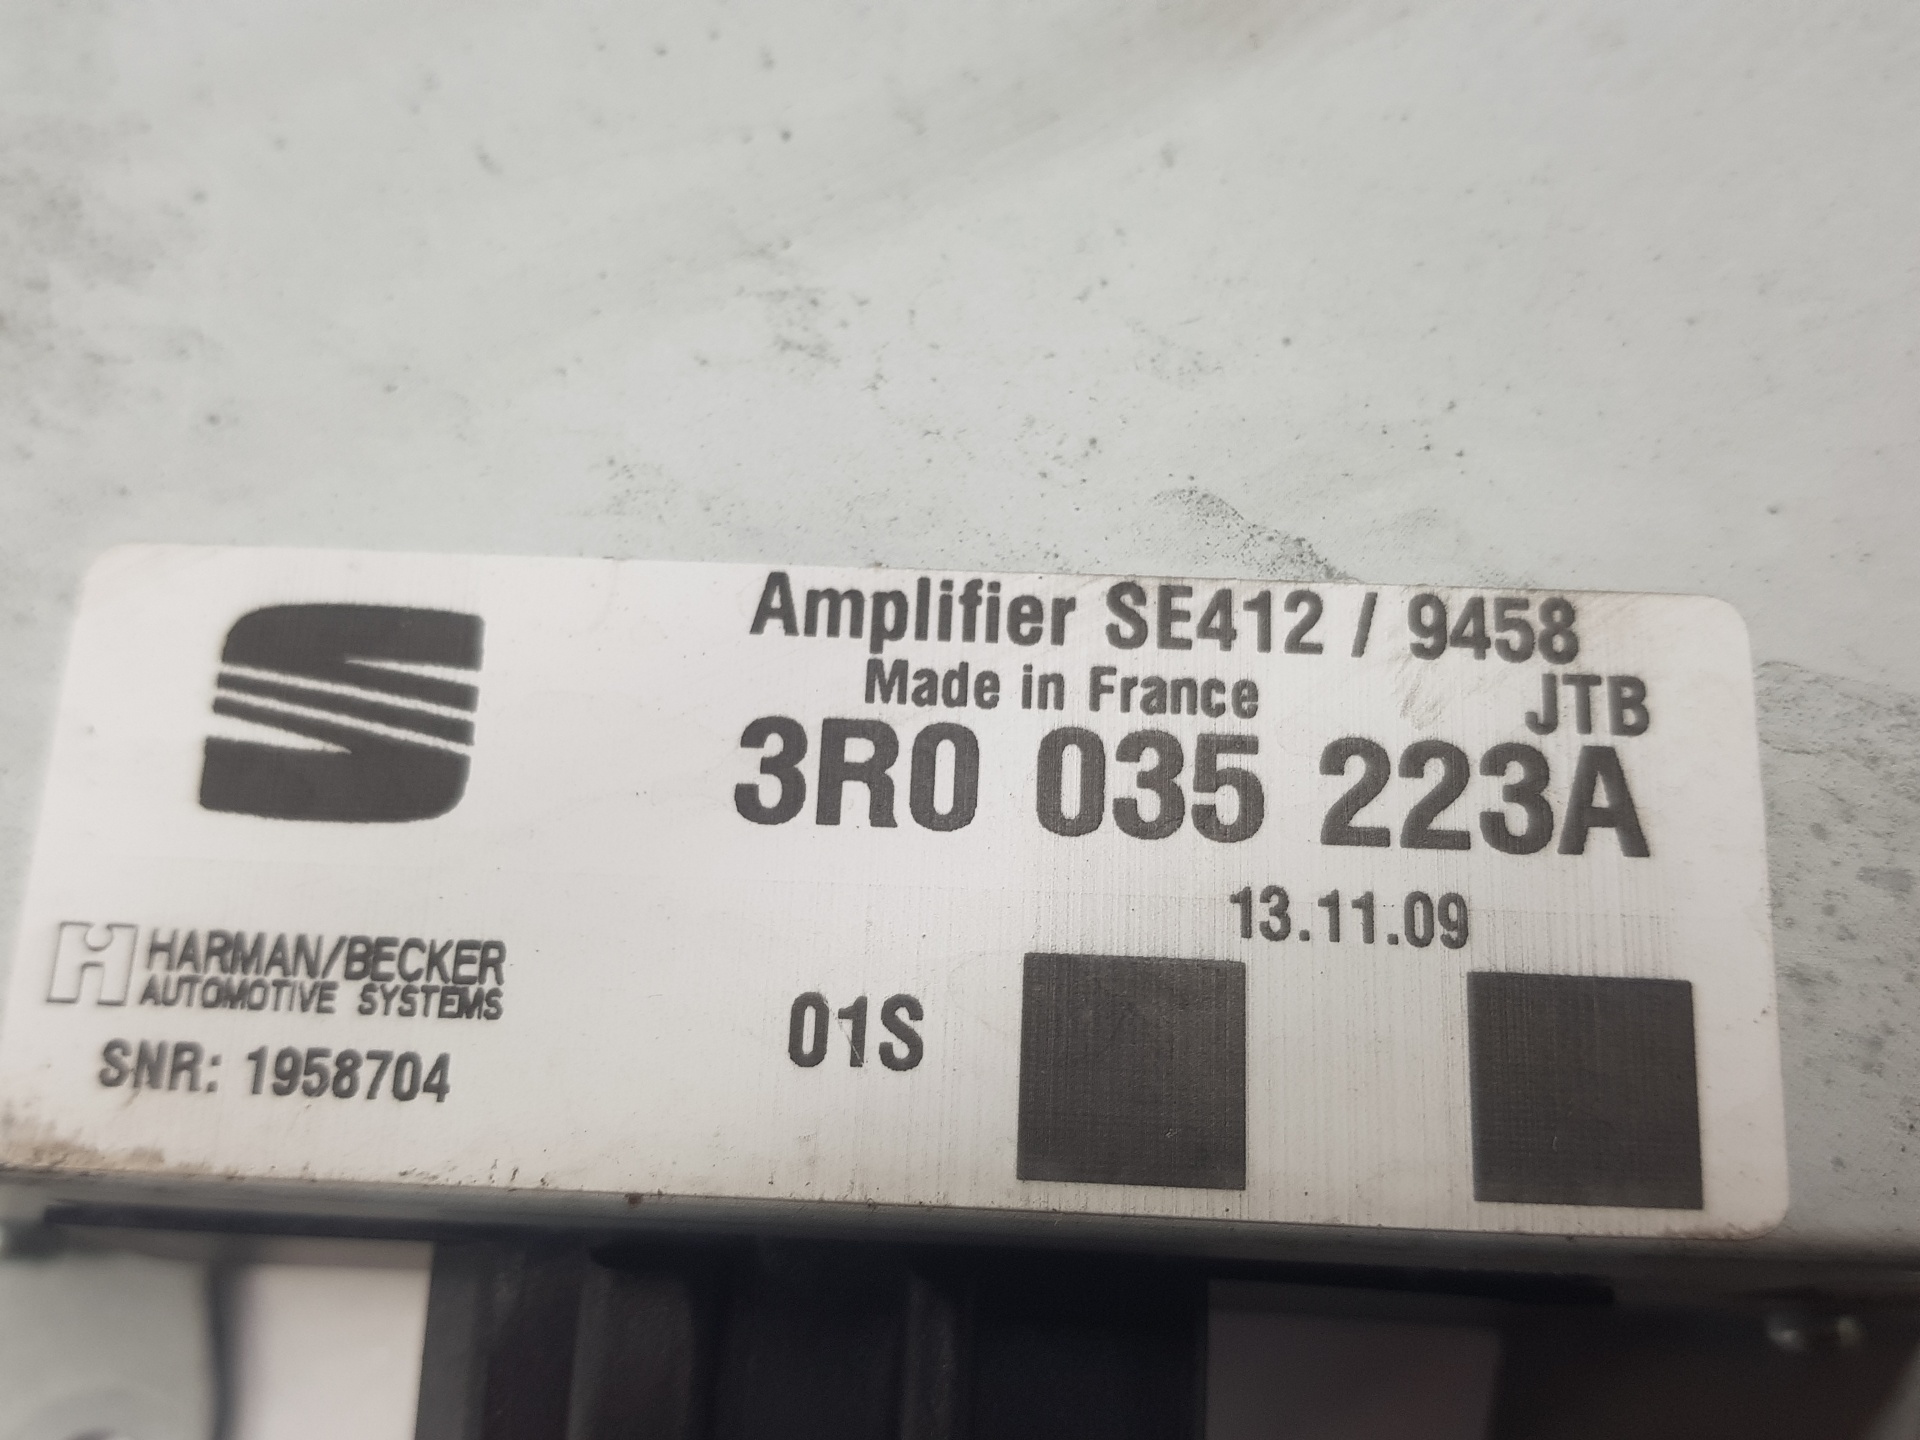 Amplifier SE412 / 9458
Made in France
JTB
3R0 035 223A
13.11.09
HARMAN/BECKER
AUTOMOTIVE SYSTEMS
01S
SNR: 1958704